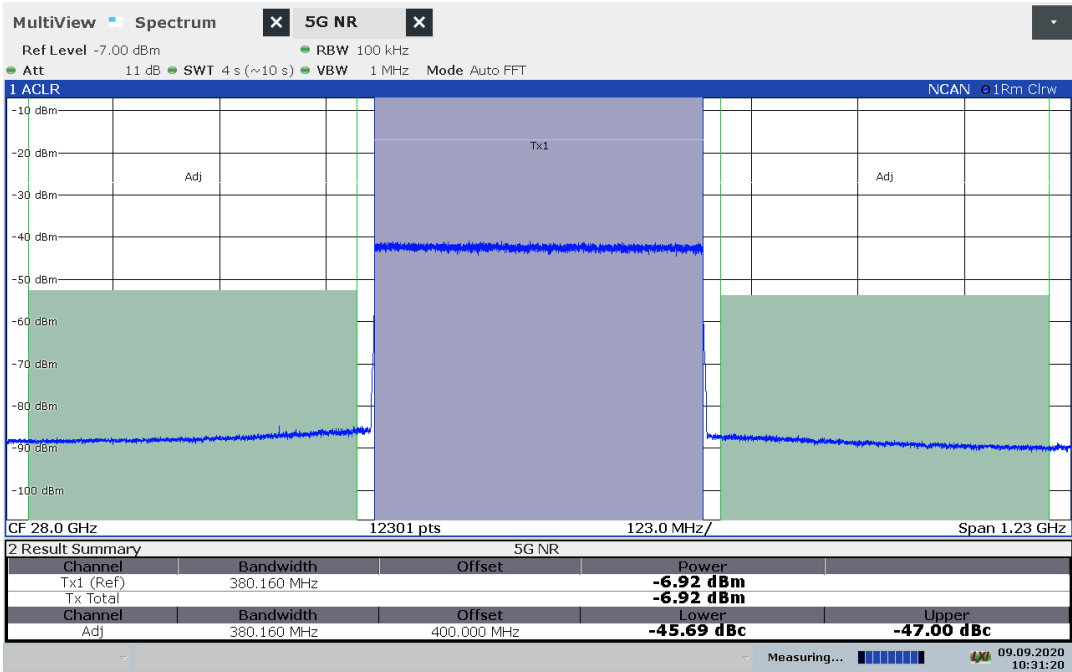 MultiView Spectrum 5G NR
Ref Level -7.00 dBm RBW 100 kHz
Att 11 dB SWT 4 s (~10 s) VBW 1 MHz Mode Auto FFT
1 ACLR NCAN 1Rm Clrw
-10 dBm
Tx1
-20 dBm
Adj Adj
-30 dBm
-40 dBm
-50 dBm
-60 dBm
-70 dBm
-80 dBm
-90 dBm
-100 dBm
CF 28.0 GHz 12301 pts 123.0 MHz/ Span 1.23 GHz
2 Result Summary 5G NR
Channel Bandwidth Offset Power
Tx1 (Ref) 380.160 MHz -6.92 dBm
Tx Total -6.92 dBm
Channel Bandwidth Offset Lower Upper
Adj 380.160 MHz 400.000 MHz -45.69 dBc -47.00 dBc
Measuring... LXI 09.09.2020
10:31:20